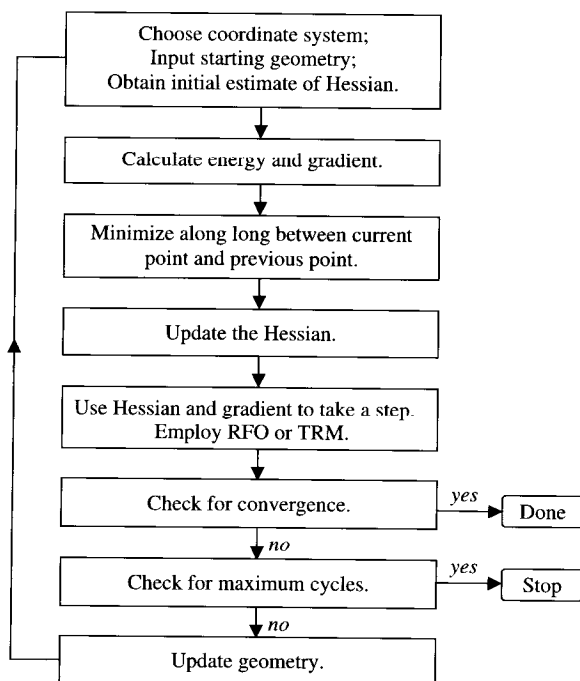 Choose coordinate system;
Input starting geometry;
Obtain initial estimate of Hessian.
Calculate energy and gradient.
Minimize along long between current
point and previous point.
Update the Hessian.
Use Hessian and gradient to take a step.
Employ RFO or TRM.
Check for convergence.
yes
Done
no
Check for maximum cycles.
yes
Stop
no
Update geometry.